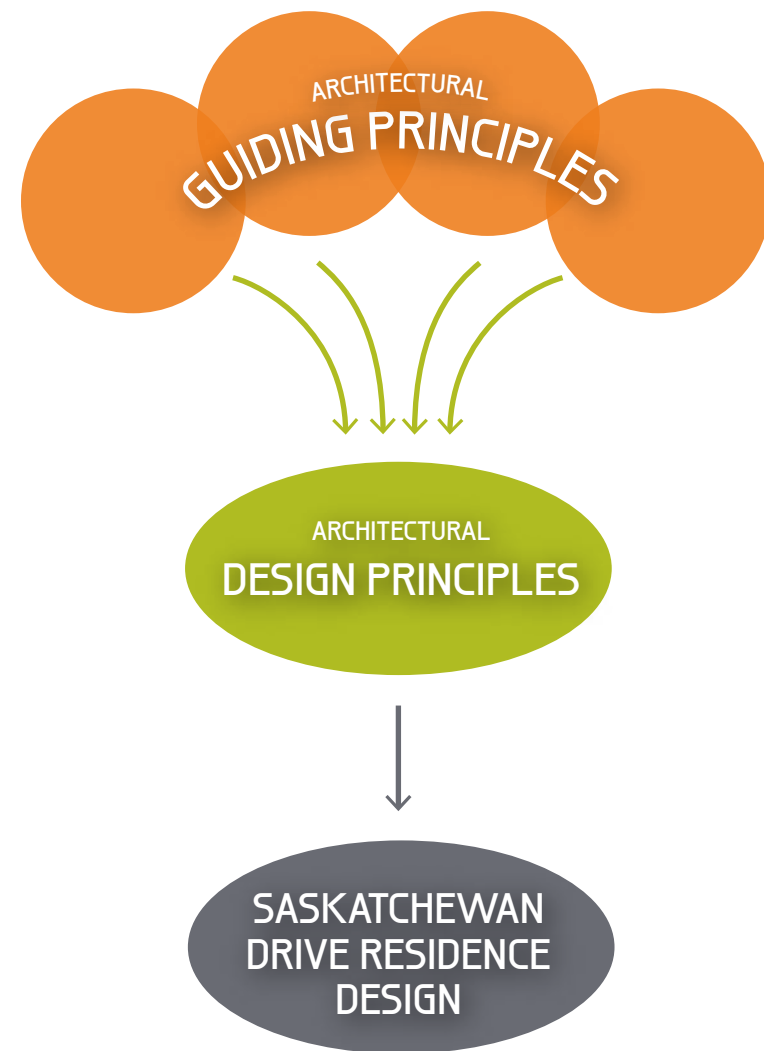 ARCHITECTURAL
GUIDING PRINCIPLES
ARCHITECTURAL
DESIGN PRINCIPLES
SASKATCHEWAN
DRIVE RESIDENCE
DESIGN